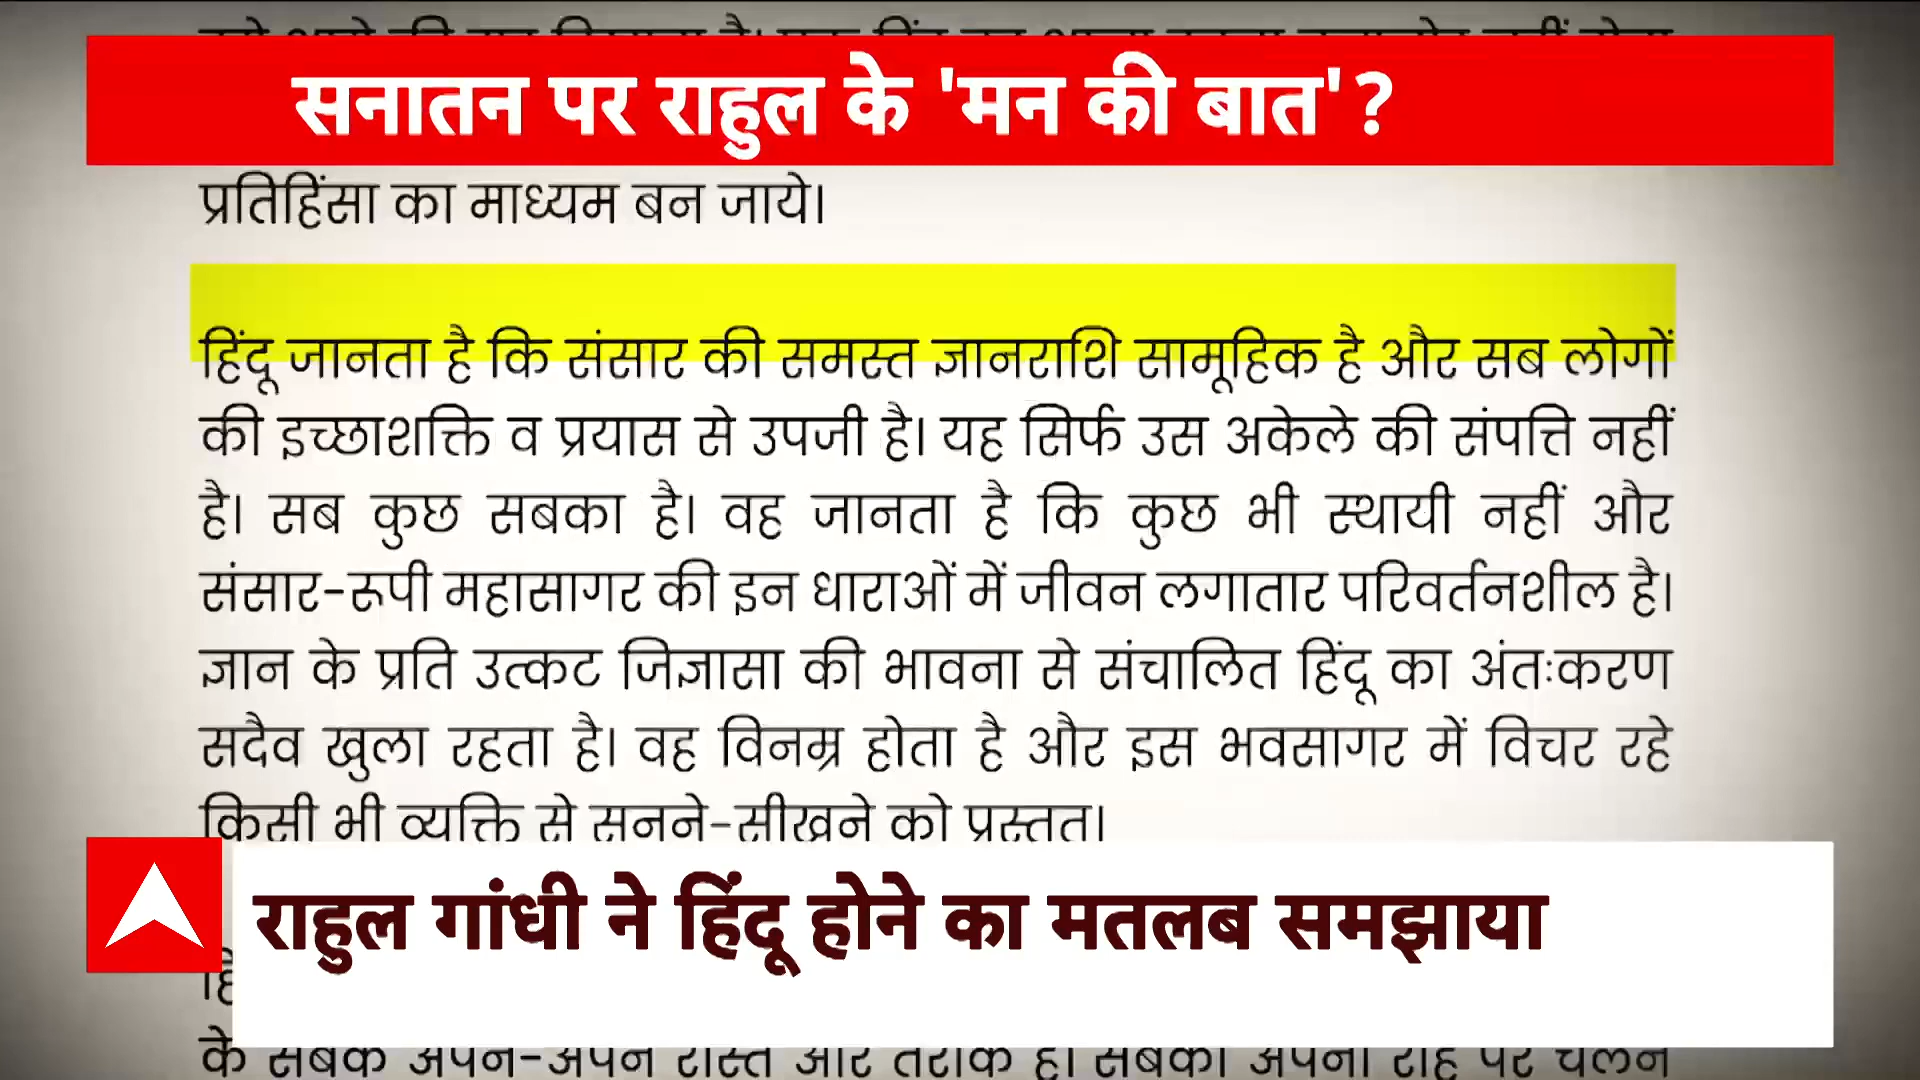 सनातन पर राहुल के 'मन की बात'?
प्रतिहिंसा का माध्यम बन जाये।
हिंदू जानता है कि संसार की समस्त ज्ञानराशि सामूहिक है और सब लोगों
की इच्छाशक्ति व प्रयास से उपजी है। यह सिर्फ उस अकेले की संपत्ति नहीं
है। सब कुछ सबका है। वह जानता है कि कुछ भी स्थायी नहीं और
संसार-रूपी महासागर की इन धाराओं में जीवन लगातार परिवर्तनशील है।
ज्ञान के प्रति उत्कट जिज्ञासा की भावना से संचालित हिंदू का अंतःकरण
सदैव खुला रहता है। वह विनम्र होता है और इस भवसागर में विचर रहे
किसी भी व्यक्ति से सुनने-सीखने को प्रस्तुत।
राहुल गांधी ने हिंदू होने का मतलब समझाया
के सबके अपने-अपने रास्ते और तरीके हैं। सबको अपनी राह पर चलने